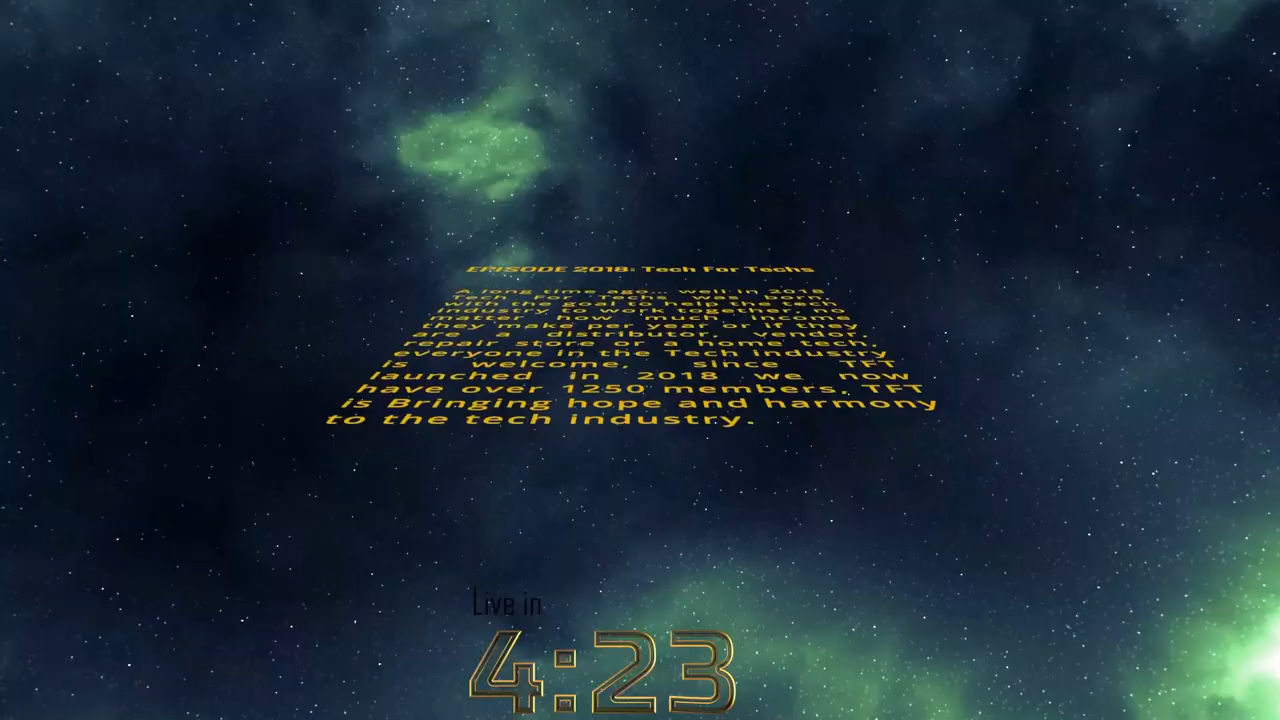 EPISODE 2018: Tech For Techs
A long time ago... well in 2018
Tech For Techs was born,
with the goal to help the tech
industry to work together, no
matter how much income
they make per year or if they
are a distributor, vendor,
repair store or a home tech,
everyone in the Tech industry
is welcome, since TFT
launched in 2018 we now
have over 1250 members, TFT
is Bringing hope and harmony
to the tech industry.
Live in
4:23